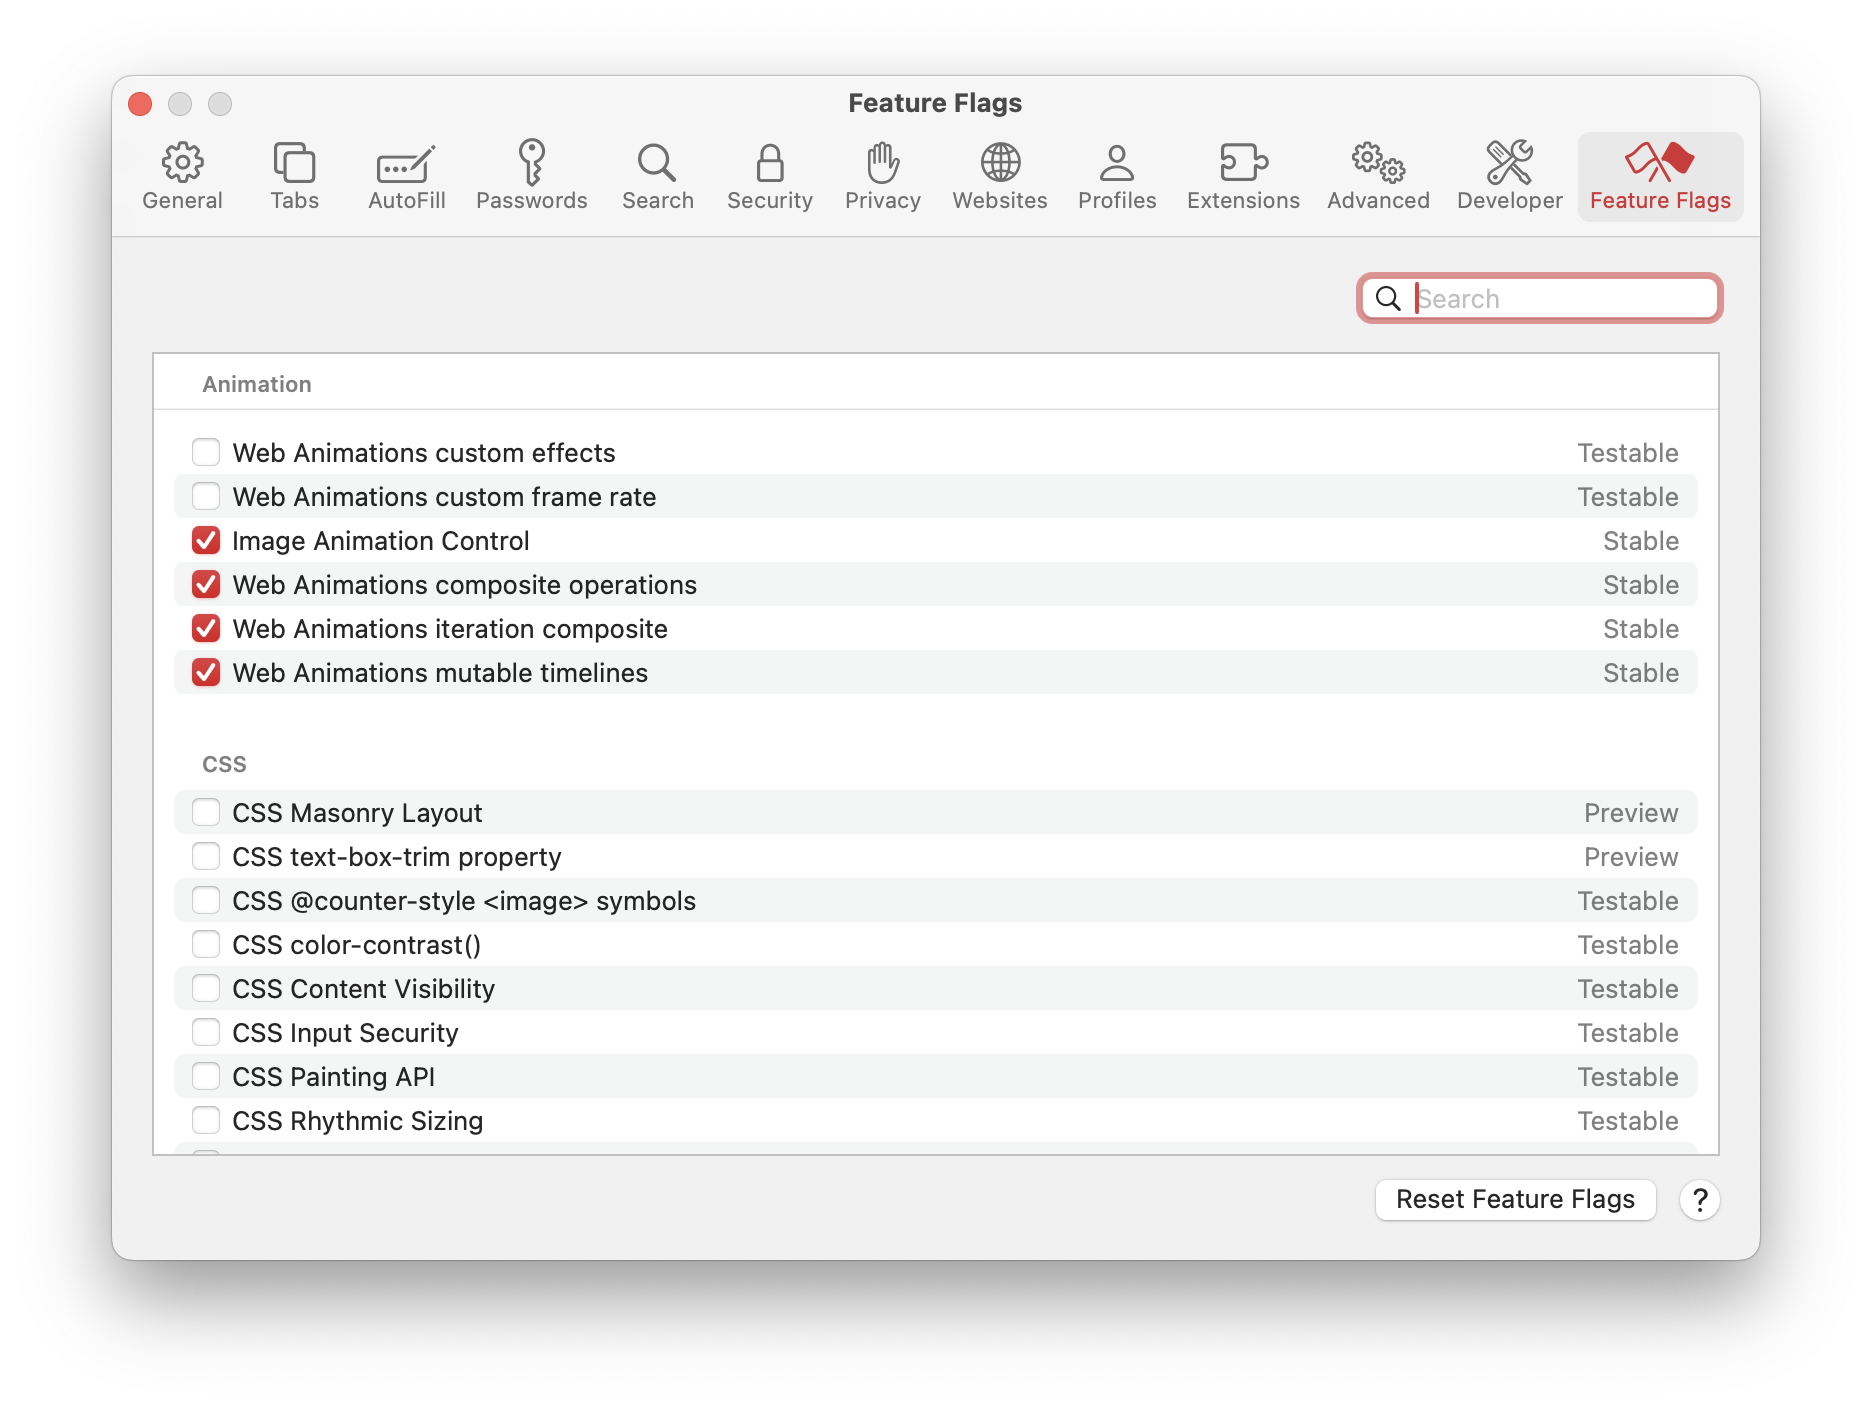 Feature Flags
General
Tabs
AutoFill
Passwords
Search
Security
Privacy
Websites
Profiles
Extensions
Advanced
Developer
Feature Flags
Search
Animation
Web Animations custom effects Testable
Web Animations custom frame rate Testable
Image Animation Control Stable
Web Animations composite operations Stable
Web Animations iteration composite Stable
Web Animations mutable timelines Stable
CSS
CSS Masonry Layout Preview
CSS text-box-trim property Preview
CSS @counter-style <image> symbols Testable
CSS color-contrast() Testable
CSS Content Visibility Testable
CSS Input Security Testable
CSS Painting API Testable
CSS Rhythmic Sizing Testable
Reset Feature Flags ?